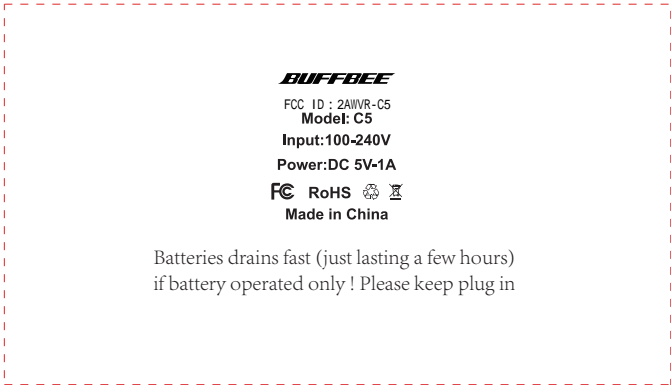 BUFFBEE
FCC ID : 2AWVR-C5
Model: C5
Input:100-240V
Power:DC 5V-1A
FC RoHS
Made in China
Batteries drains fast (just lasting a few hours)
if battery operated only ! Please keep plug in